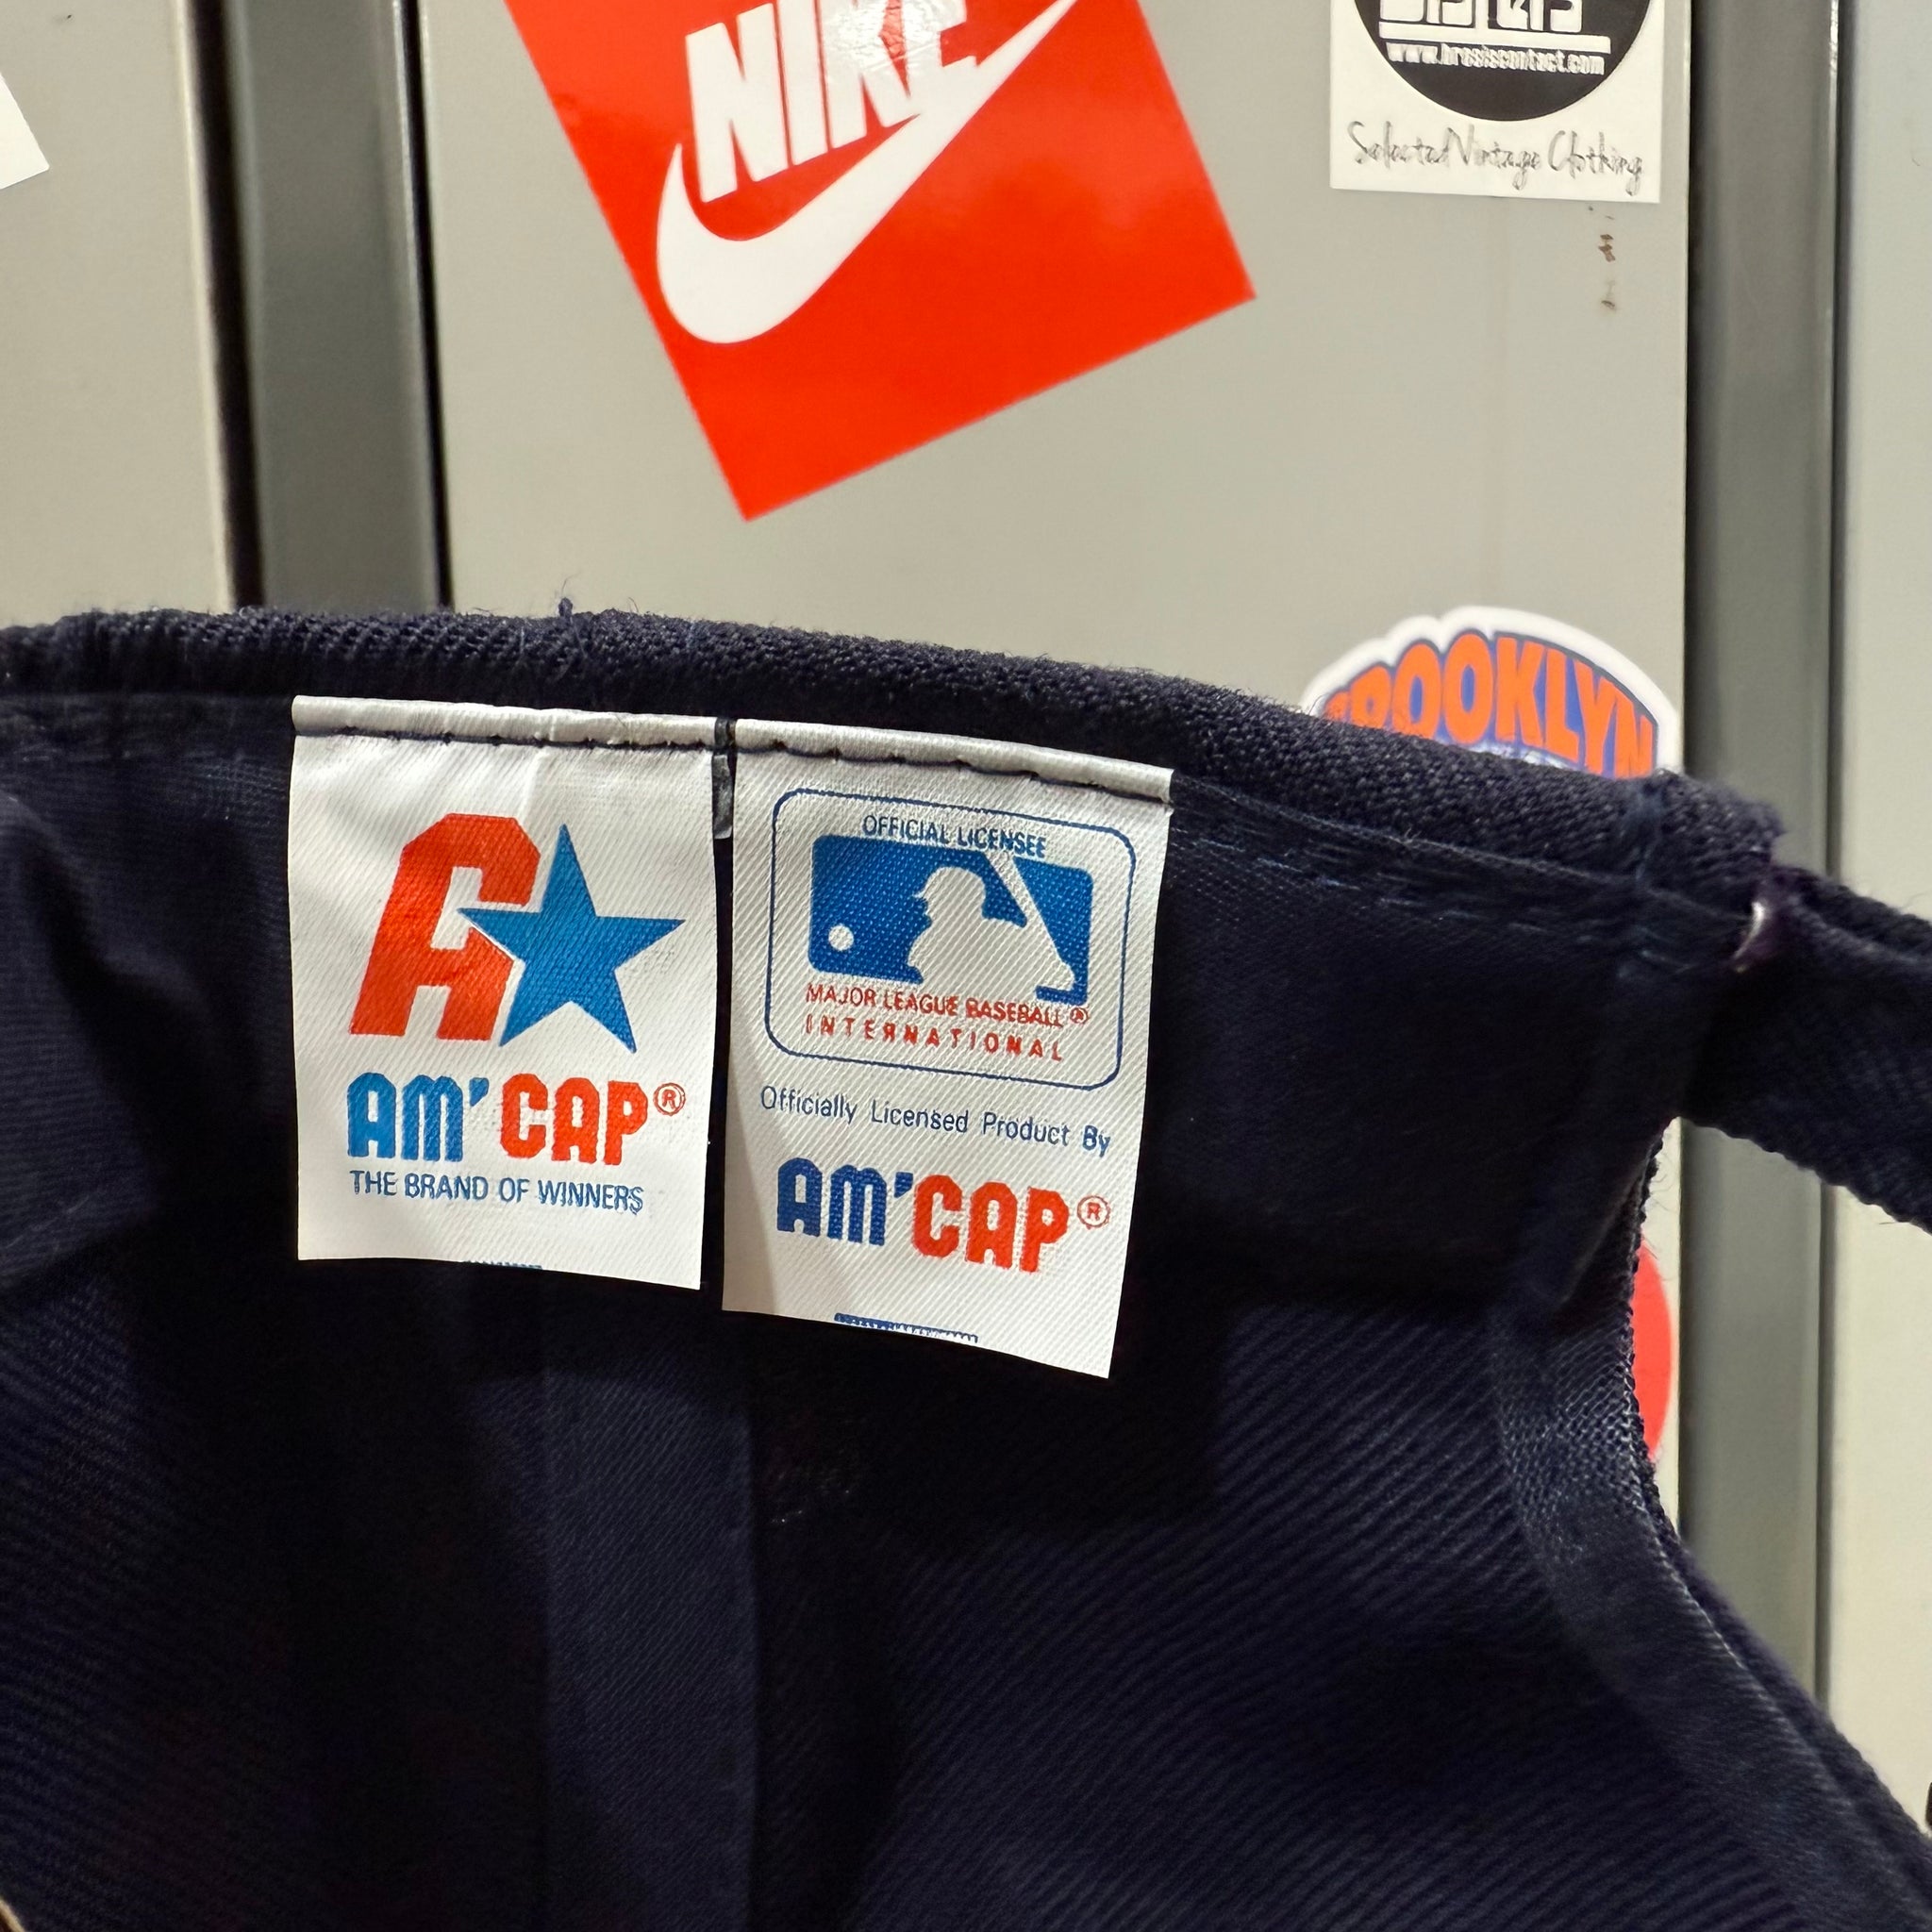 NIKE
www.brosiscontact.com
Selected Vintage Clothing
BROOKLYN
AM' CAP®
THE BRAND OF WINNERS
OFFICIAL LICENSEE
MAJOR LEAGUE BASEBALL®
INTERNATIONAL
Officially Licensed Product By
AM'CAP®